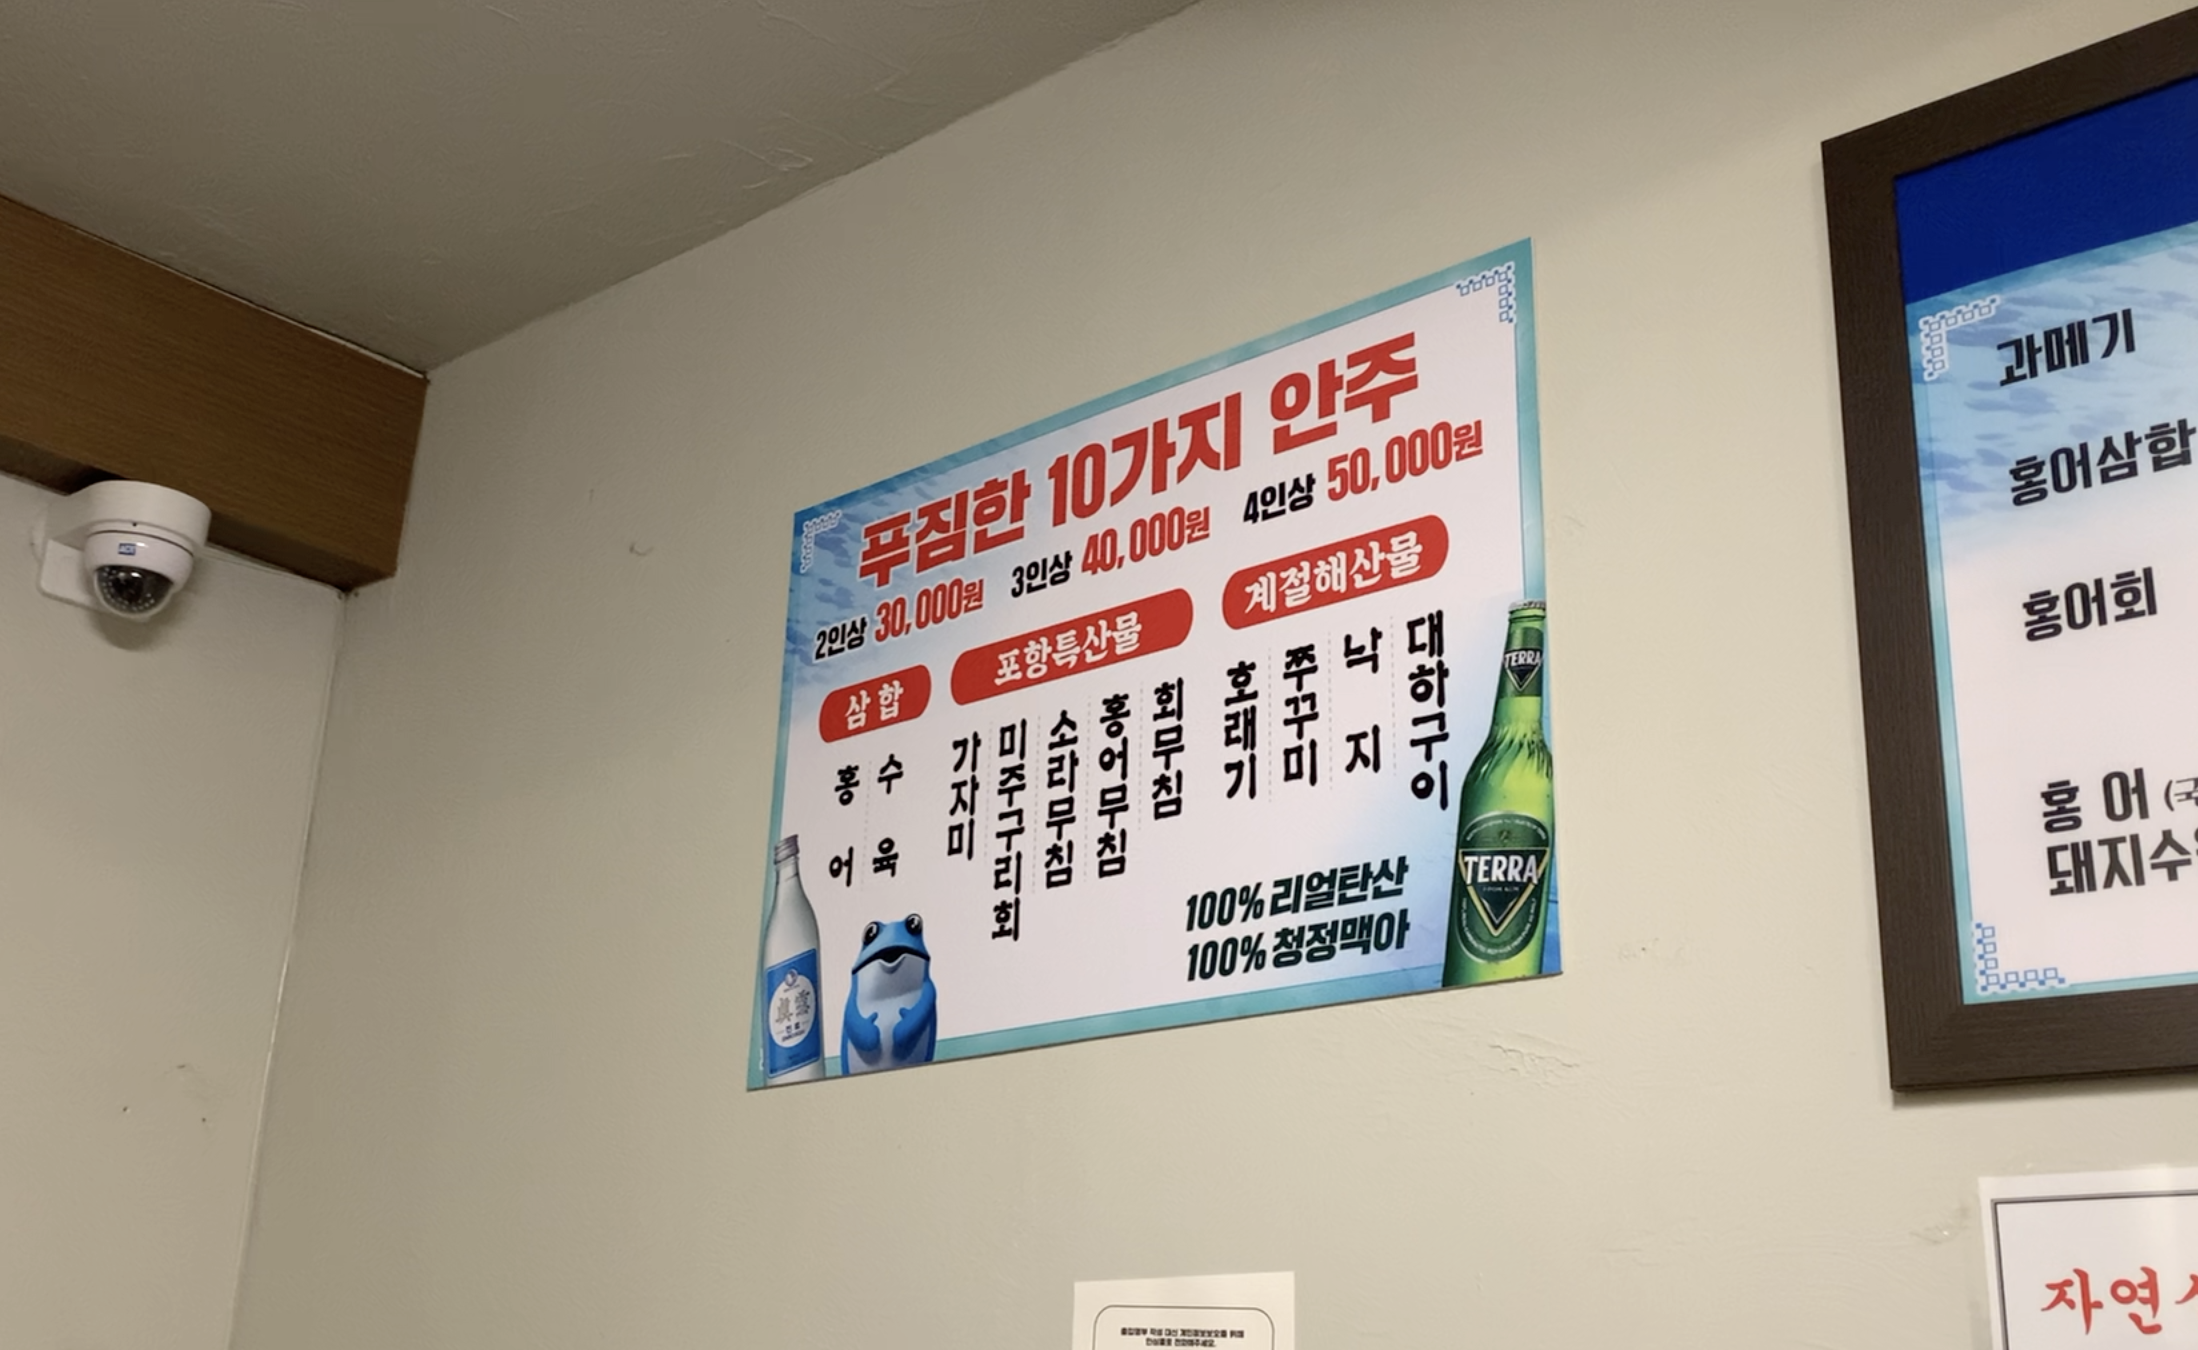 푸짐한 10가지 안주
2인상 30,000원 3인상 40,000원 4인상 50,000원
삼합
홍어
수육
포항특산물
가자미
미주구리회
소라무침
홍어무침
회무침
계절해산물
호래기
쭈꾸미
낙지
대하구이
100% 리얼탄산
100% 청정맥아
TERRA
TERRA
진로
과메기
홍어삼합
홍어회
홍어
돼지수
자연